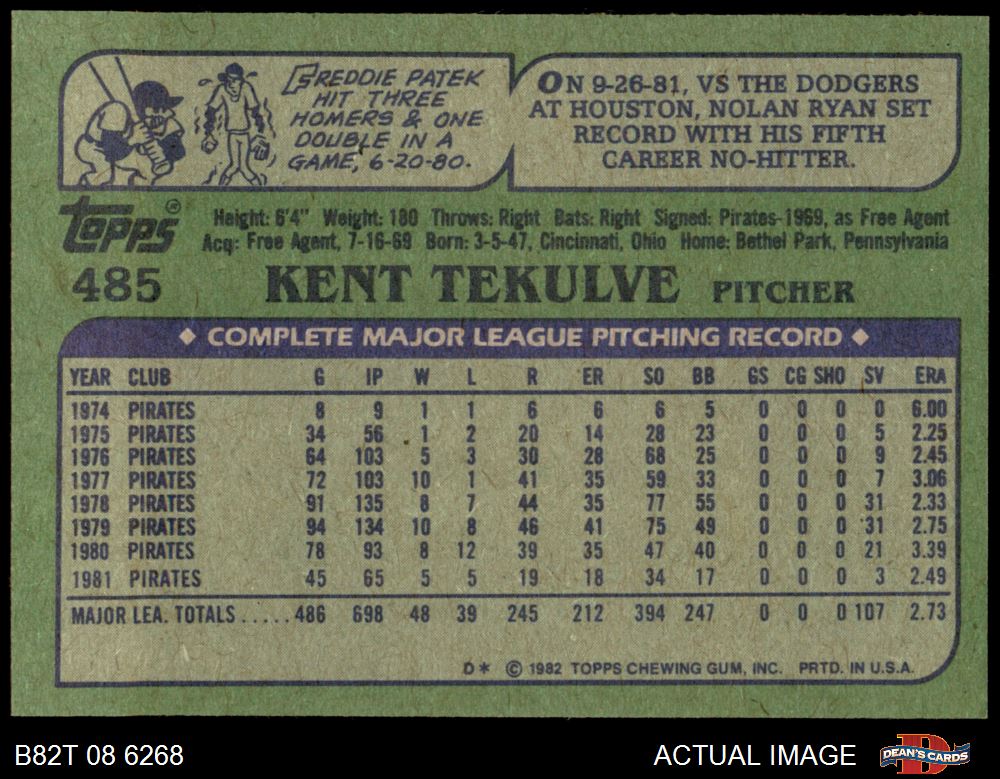 FREDDIE PATEK
HIT THREE
HOMERS & ONE
DOUBLE IN A
GAME, 6-20-80.
ON 9-26-81, VS THE DODGERS
AT HOUSTON, NOLAN RYAN SET
RECORD WITH HIS FIFTH
CAREER NO-HITTER.
topps®
Height: 6'4" Weight: 180 Throws: Right Bats: Right Signed: Pirates-1969, as Free Agent
Acq: Free Agent, 7-16-69 Born: 3-5-47, Cincinnati, Ohio Home: Bethel Park, Pennsylvania
485 KENT TEKULVE PITCHER
◆ COMPLETE MAJOR LEAGUE PITCHING RECORD ◆
YEAR CLUB G IP W L R ER SO BB GS CG SHO SV ERA
1974 PIRATES 8 9 1 1 6 6 6 5 0 0 0 0 6.00
1975 PIRATES 34 56 1 2 20 14 28 23 0 0 0 5 2.25
1976 PIRATES 64 103 5 3 30 28 68 25 0 0 0 9 2.45
1977 PIRATES 72 103 10 1 41 35 59 33 0 0 0 7 3.06
1978 PIRATES 91 135 8 7 44 35 77 55 0 0 0 31 2.33
1979 PIRATES 94 134 10 8 46 41 75 49 0 0 0 31 2.75
1980 PIRATES 78 93 8 12 39 35 47 40 0 0 0 21 3.39
1981 PIRATES 45 65 5 5 19 18 34 17 0 0 0 3 2.49
MAJOR LEA. TOTALS ..... 486 698 48 39 245 212 394 247 0 0 0 107 2.73
D* © 1982 TOPPS CHEWING GUM, INC. PRTD. IN U.S.A.
B82T 08 6268 ACTUAL IMAGE DEAN'S CARDS